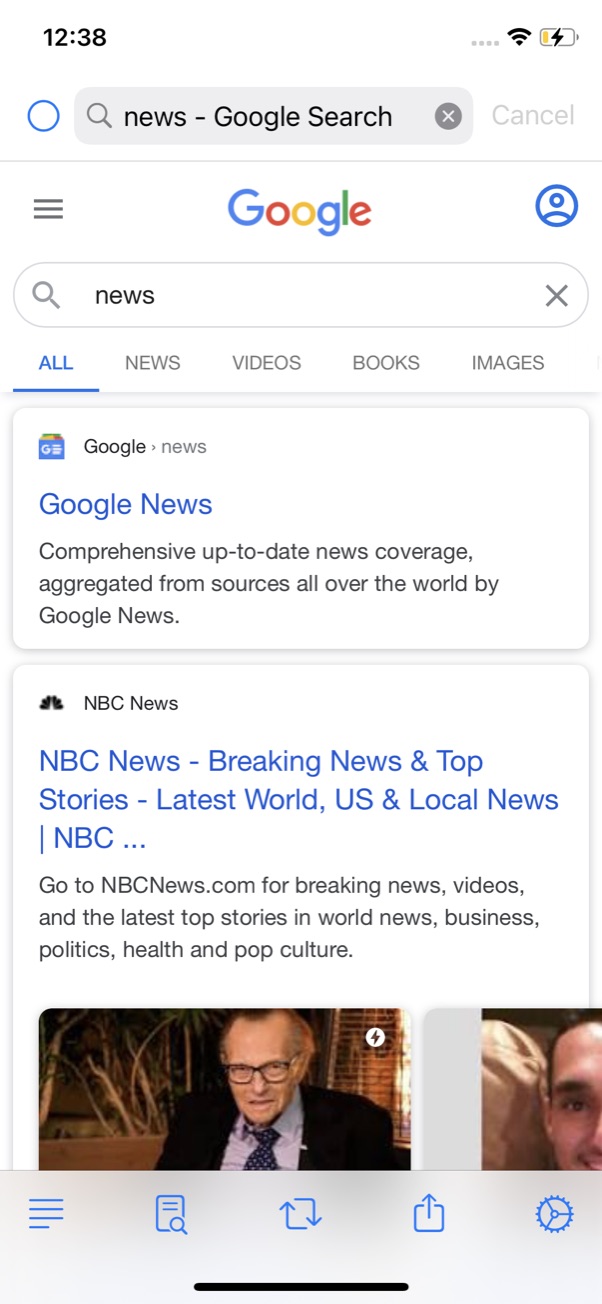 12:38
news - Google Search
Cancel
Google
news
ALL NEWS VIDEOS BOOKS IMAGES
GE Google › news
Google News
Comprehensive up-to-date news coverage,
aggregated from sources all over the world by
Google News.
NBC News
NBC News - Breaking News & Top
Stories - Latest World, US & Local News
| NBC ...
Go to NBCNews.com for breaking news, videos,
and the latest top stories in world news, business,
politics, health and pop culture.